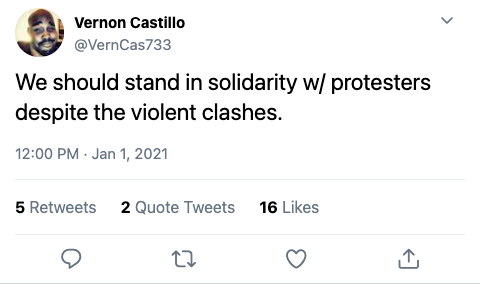 Vernon Castillo
@VernCas733
We should stand in solidarity w/ protesters
despite the violent clashes.
12:00 PM · Jan 1, 2021
5 Retweets 2 Quote Tweets 16 Likes